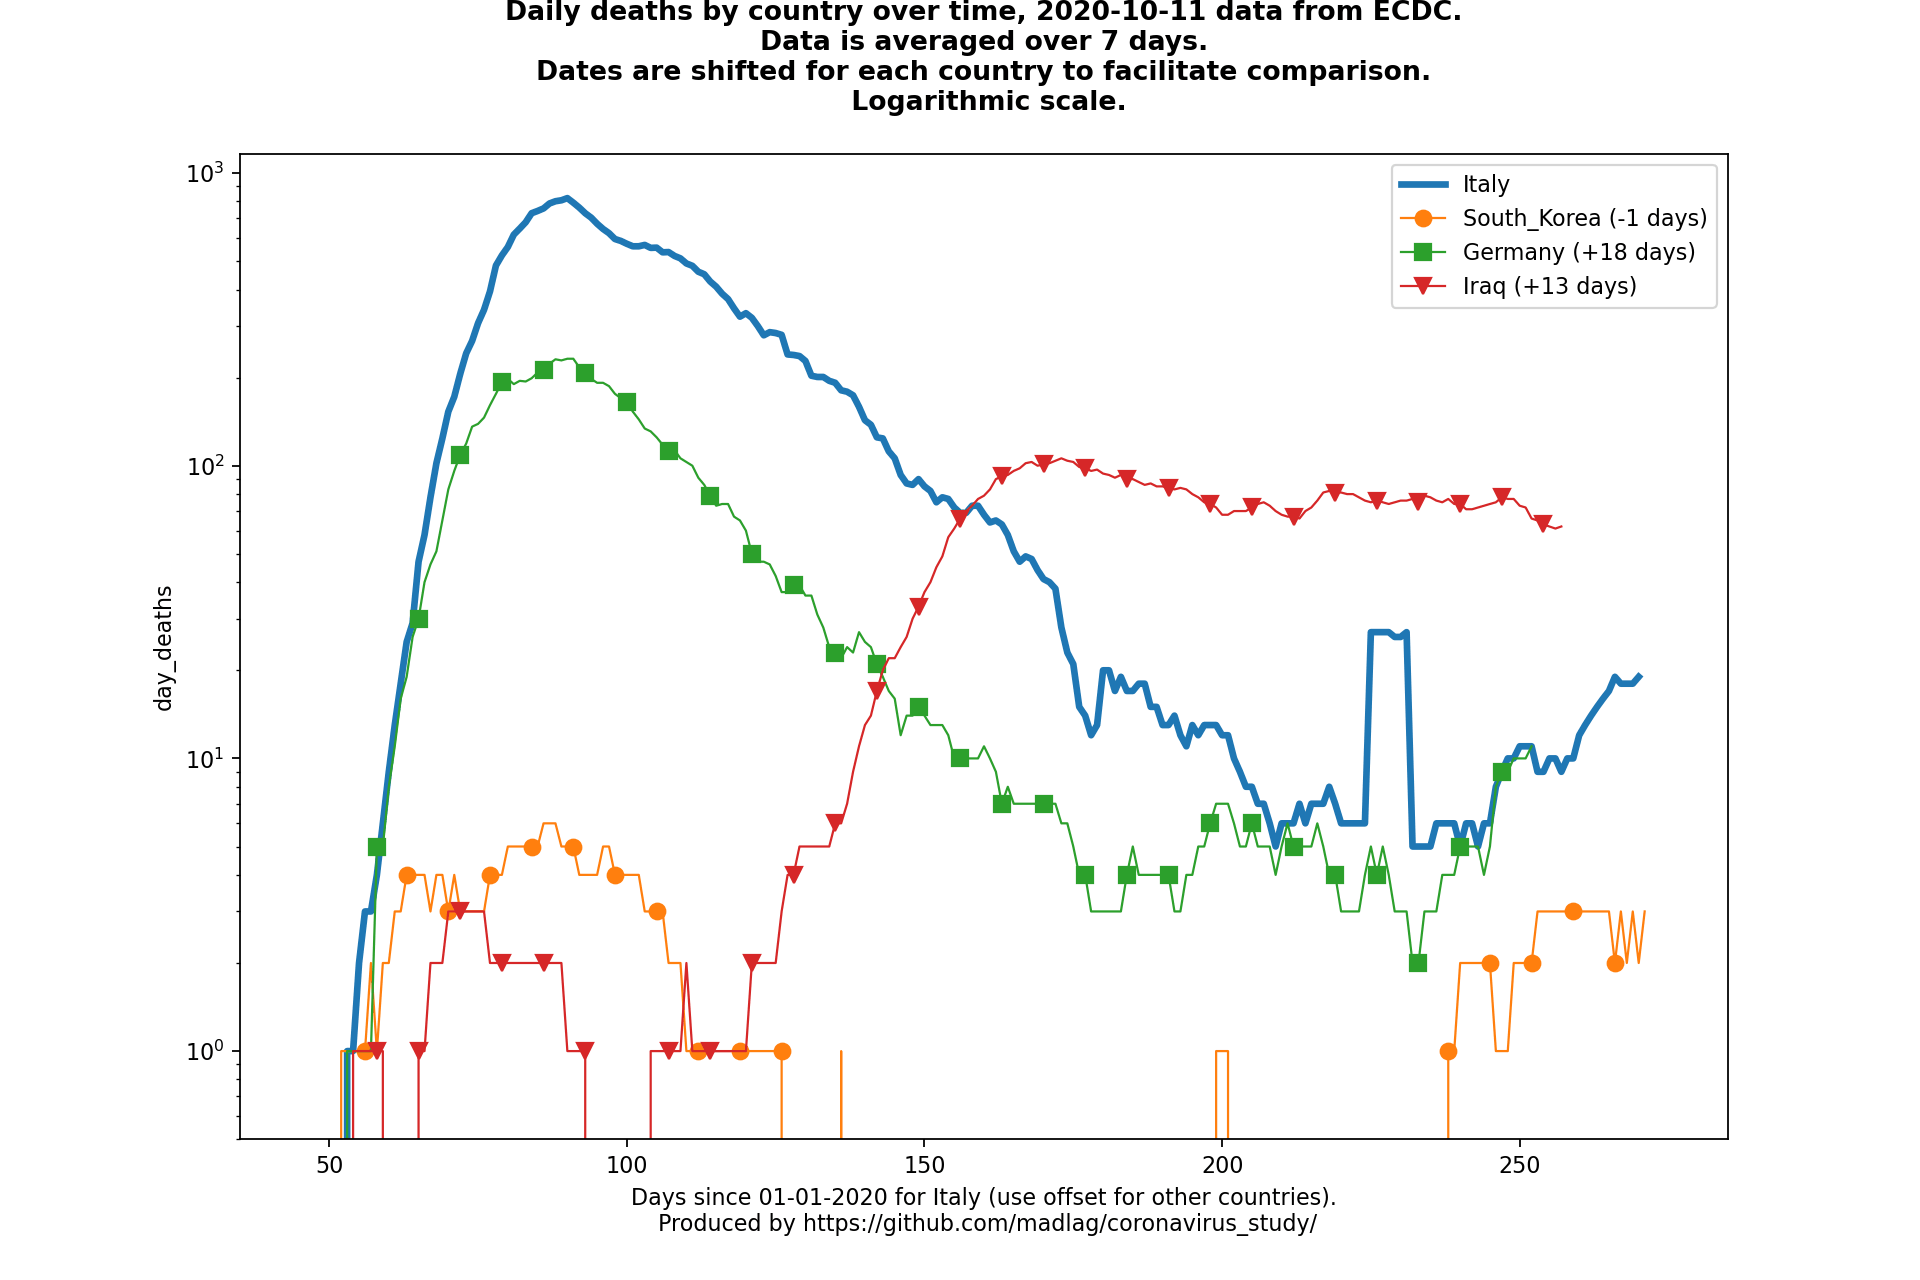 Daily deaths by country over time, 2020-10-11 data from ECDC.
Data is averaged over 7 days.
Dates are shifted for each country to facilitate comparison.
Logarithmic scale.
10³
10²
10¹
10⁰
day_deaths
Italy
South_Korea (-1 days)
Germany (+18 days)
Iraq (+13 days)
50 100 150 200 250
Days since 01-01-2020 for Italy (use offset for other countries).
Produced by https://github.com/madlag/coronavirus_study/